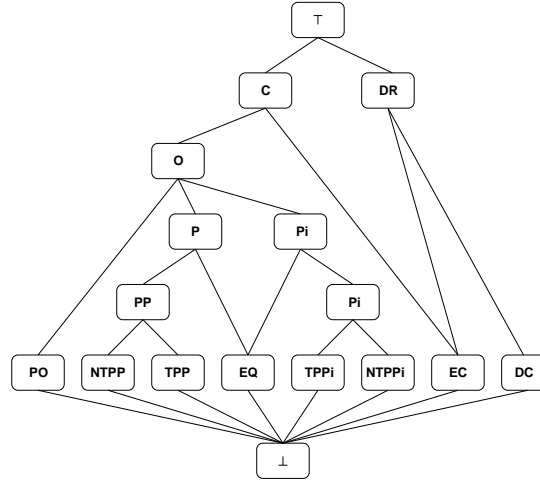 ⊤
C DR
O
P Pi
PP Pi
PO NTPP TPP EQ TPPi NTPPi EC DC
⊥